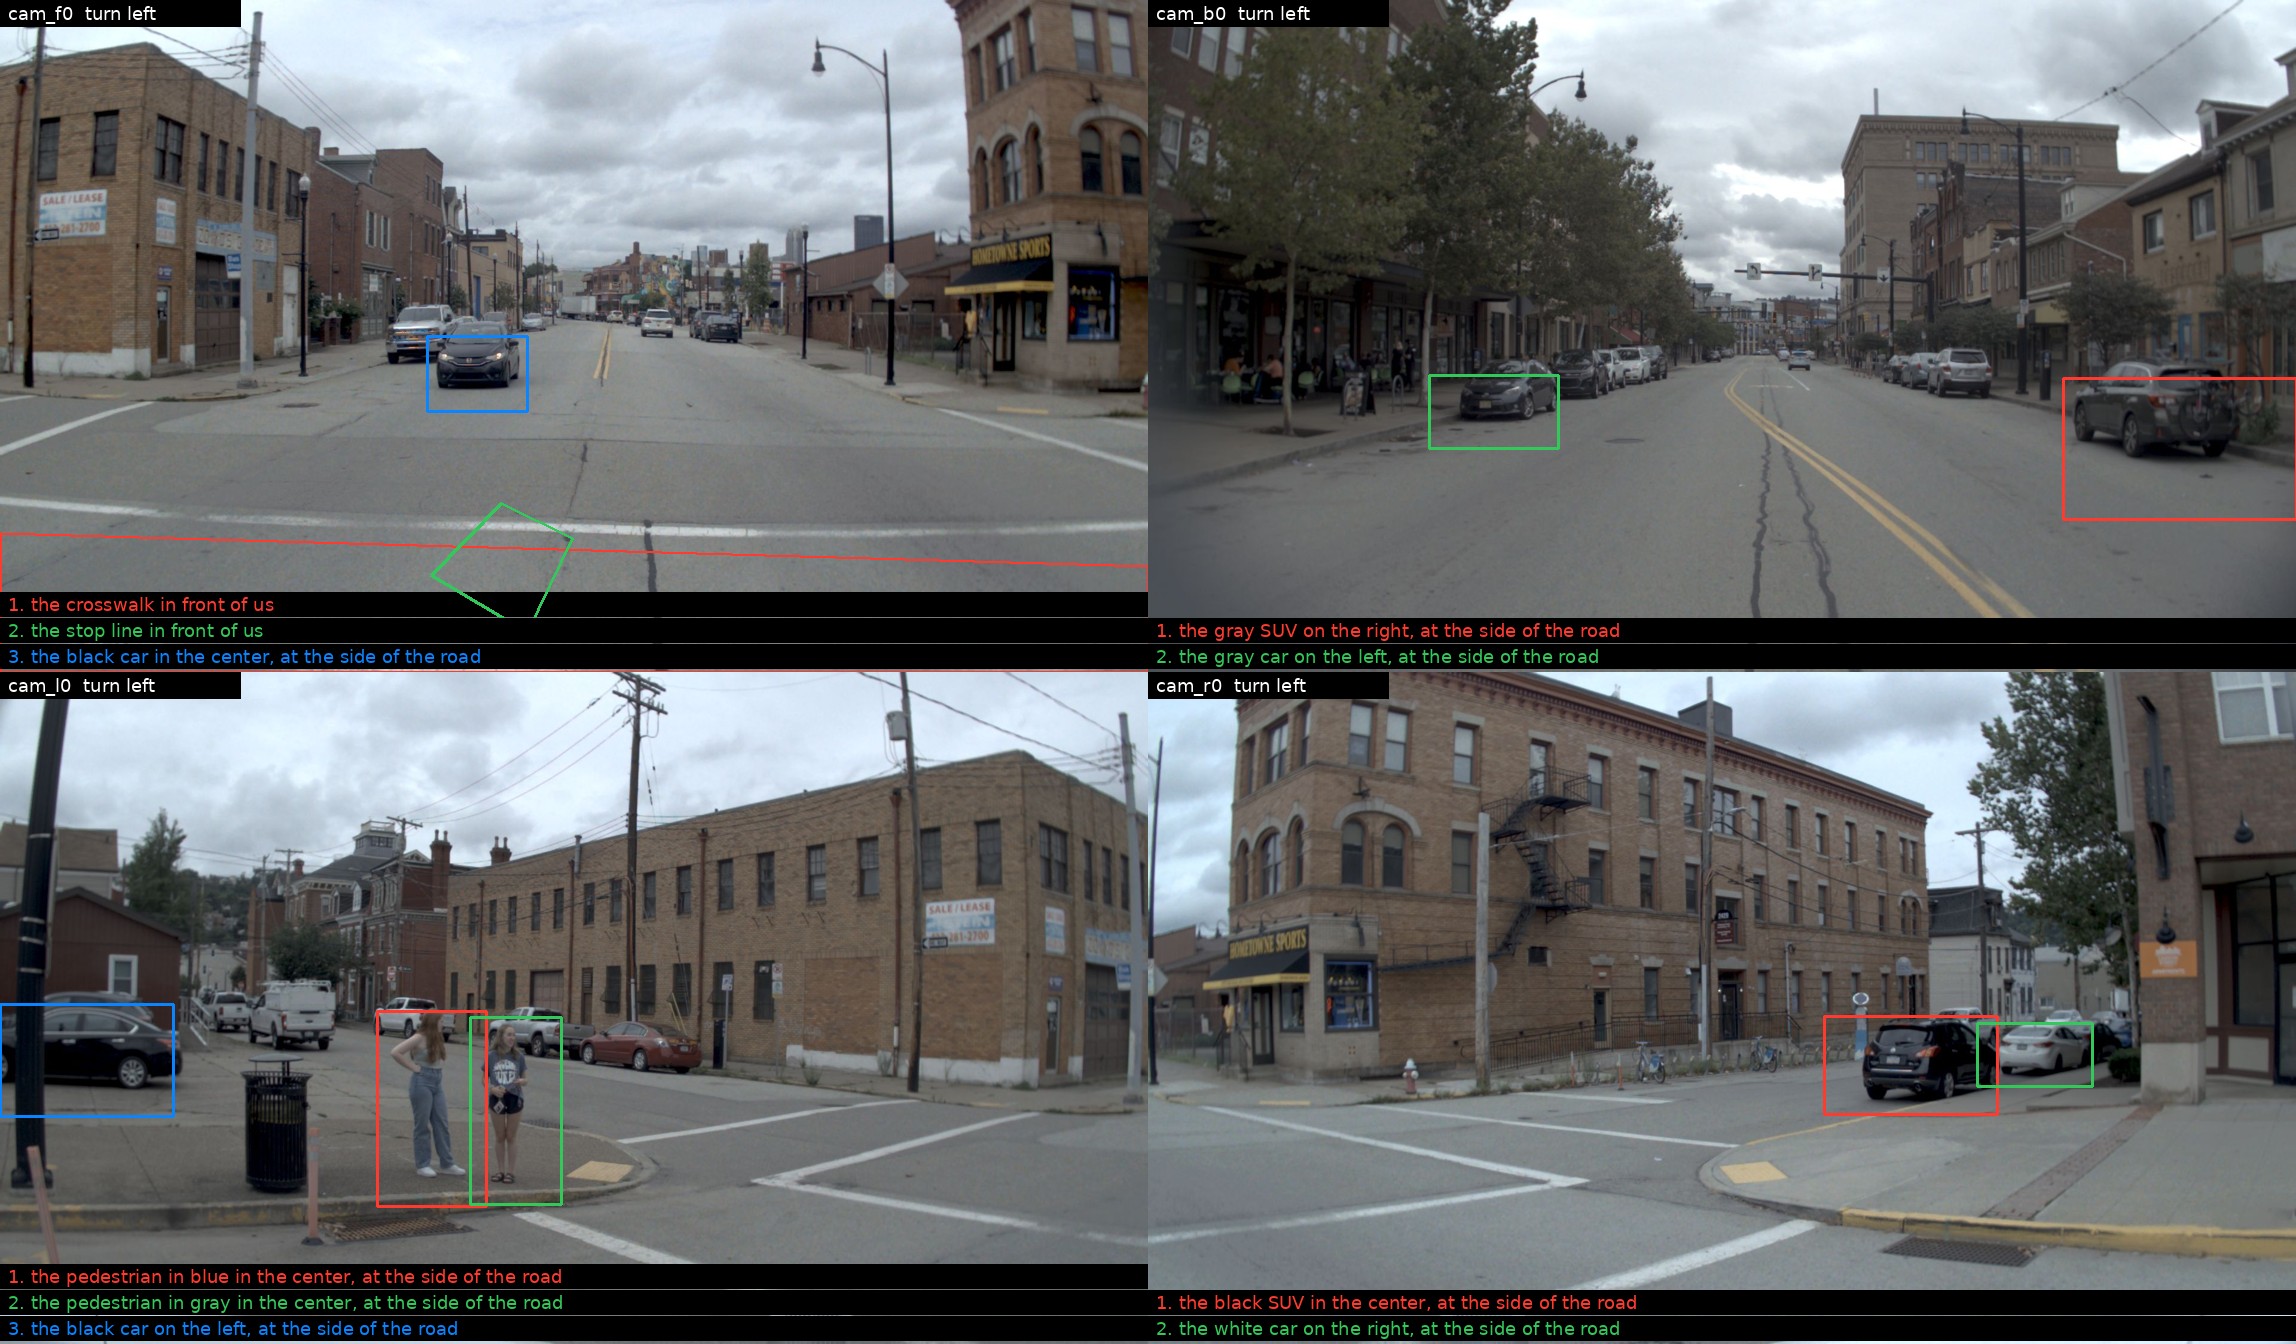 cam_f0 turn left
SALE / LEASE
HOMETOWNE SPORTS
1. the crosswalk in front of us
2. the stop line in front of us
3. the black car in the center, at the side of the road
cam_b0 turn left
1. the gray SUV on the right, at the side of the road
2. the gray car on the left, at the side of the road
cam_l0 turn left
SALE / LEASE
1. the pedestrian in blue in the center, at the side of the road
2. the pedestrian in gray in the center, at the side of the road
3. the black car on the left, at the side of the road
cam_r0 turn left
HOMETOWNE SPORTS
1. the black SUV in the center, at the side of the road
2. the white car on the right, at the side of the road